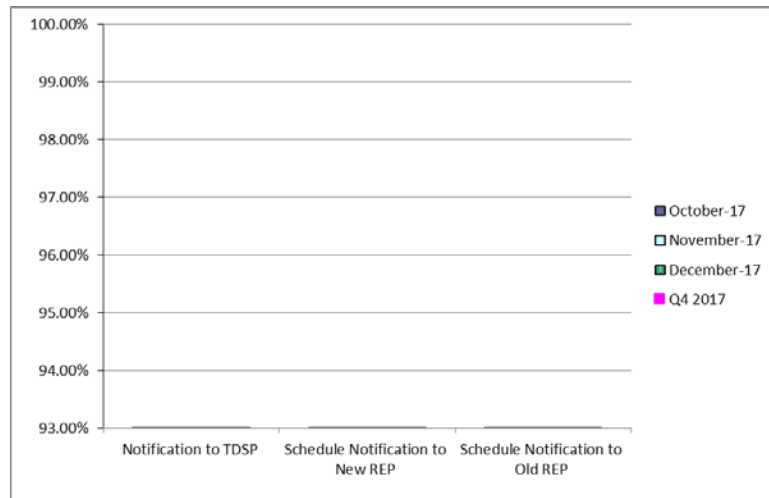 100.00%
99.00%
98.00%
97.00%
96.00%
95.00%
94.00%
93.00%
Notification to TDSP
Schedule Notification to
New REP
Schedule Notification to
Old REP
October-17
November-17
December-17
Q4 2017